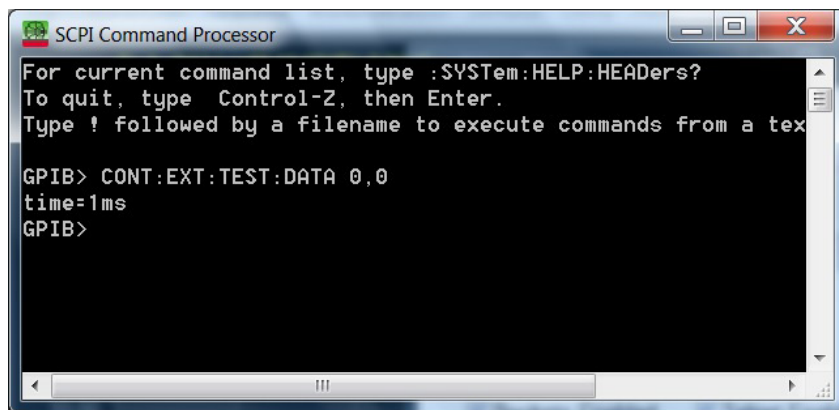 SCPI Command Processor
For current command list, type :SYSTem:HELP:HEADers?
To quit, type  Control-Z, then Enter.
Type ! followed by a filename to execute commands from a tex
GPIB> CONT:EXT:TEST:DATA 0,0
time=1ms
GPIB>